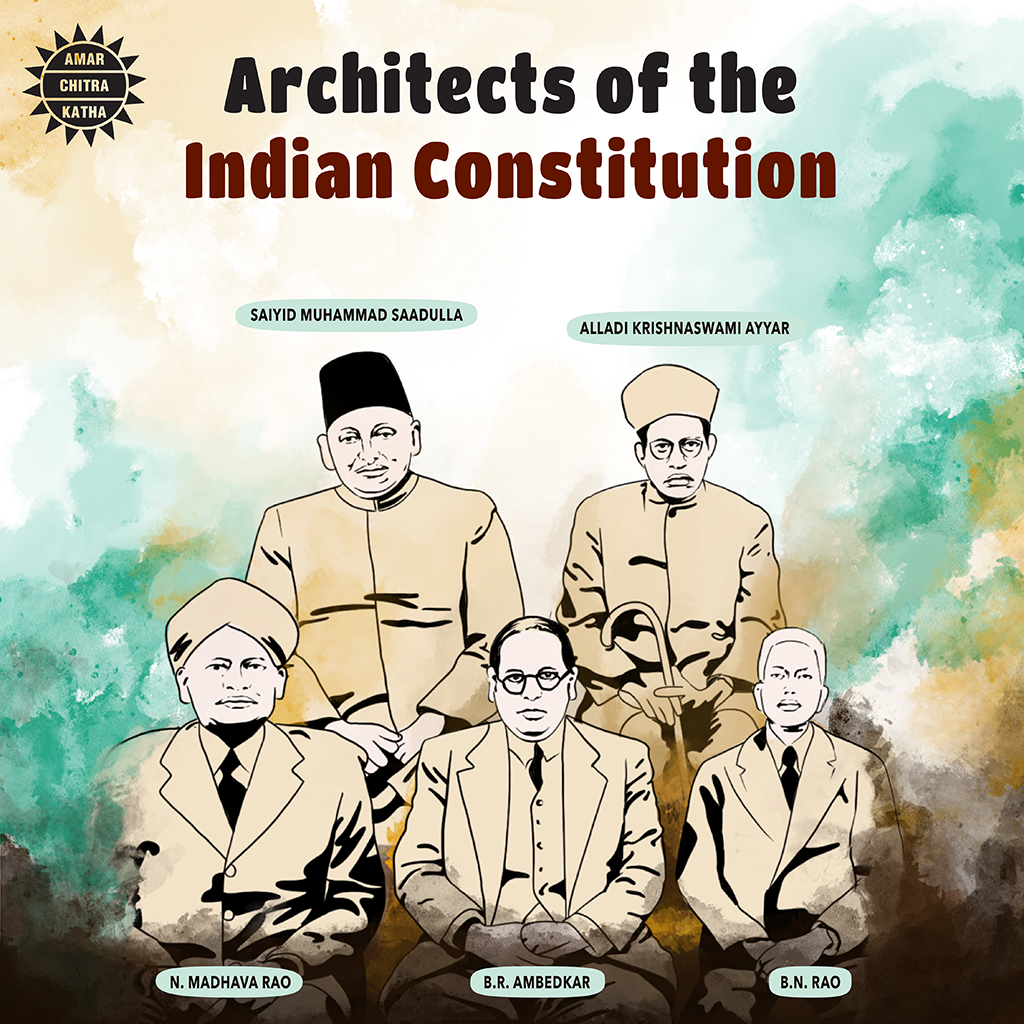 AMAR
CHITRA
KATHA
Architects of the
Indian Constitution
SAIYID MUHAMMAD SAADULLA
ALLADI KRISHNASWAMI AYYAR
N. MADHAVA RAO
B.R. AMBEDKAR
B.N. RAO